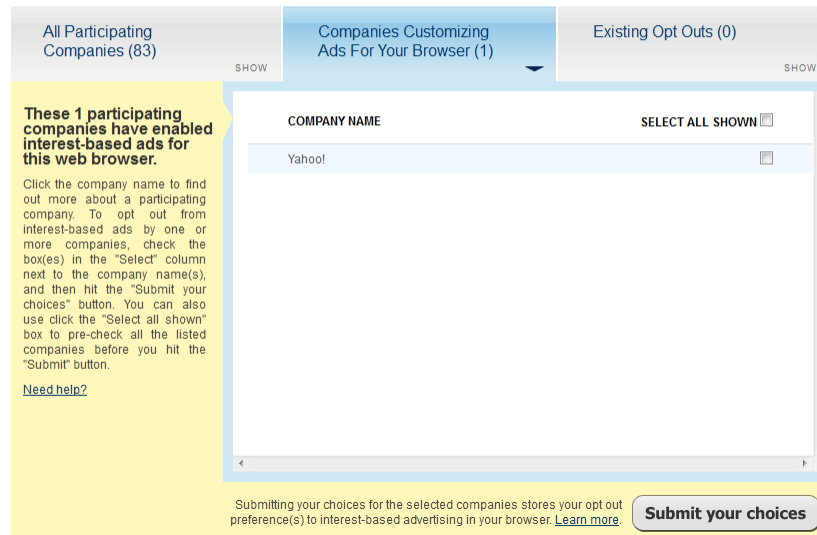 All Participating
Companies (83)
SHOW
Companies Customizing
Ads For Your Browser (1)
Existing Opt Outs (0)
SHOW
These 1 participating
companies have enabled
interest-based ads for
this web browser.
Click the company name to find
out more about a participating
company. To opt out from
interest-based ads by one or
more companies, check the
box(es) in the "Select" column
next to the company name(s),
and then hit the "Submit your
choices" button. You can also
use click the "Select all shown"
box to pre-check all the listed
companies before you hit the
"Submit" button.
Need help?
COMPANY NAME
SELECT ALL SHOWN
Yahoo!
Submitting your choices for the selected companies stores your opt out
preference(s) to interest-based advertising in your browser. Learn more.
Submit your choices